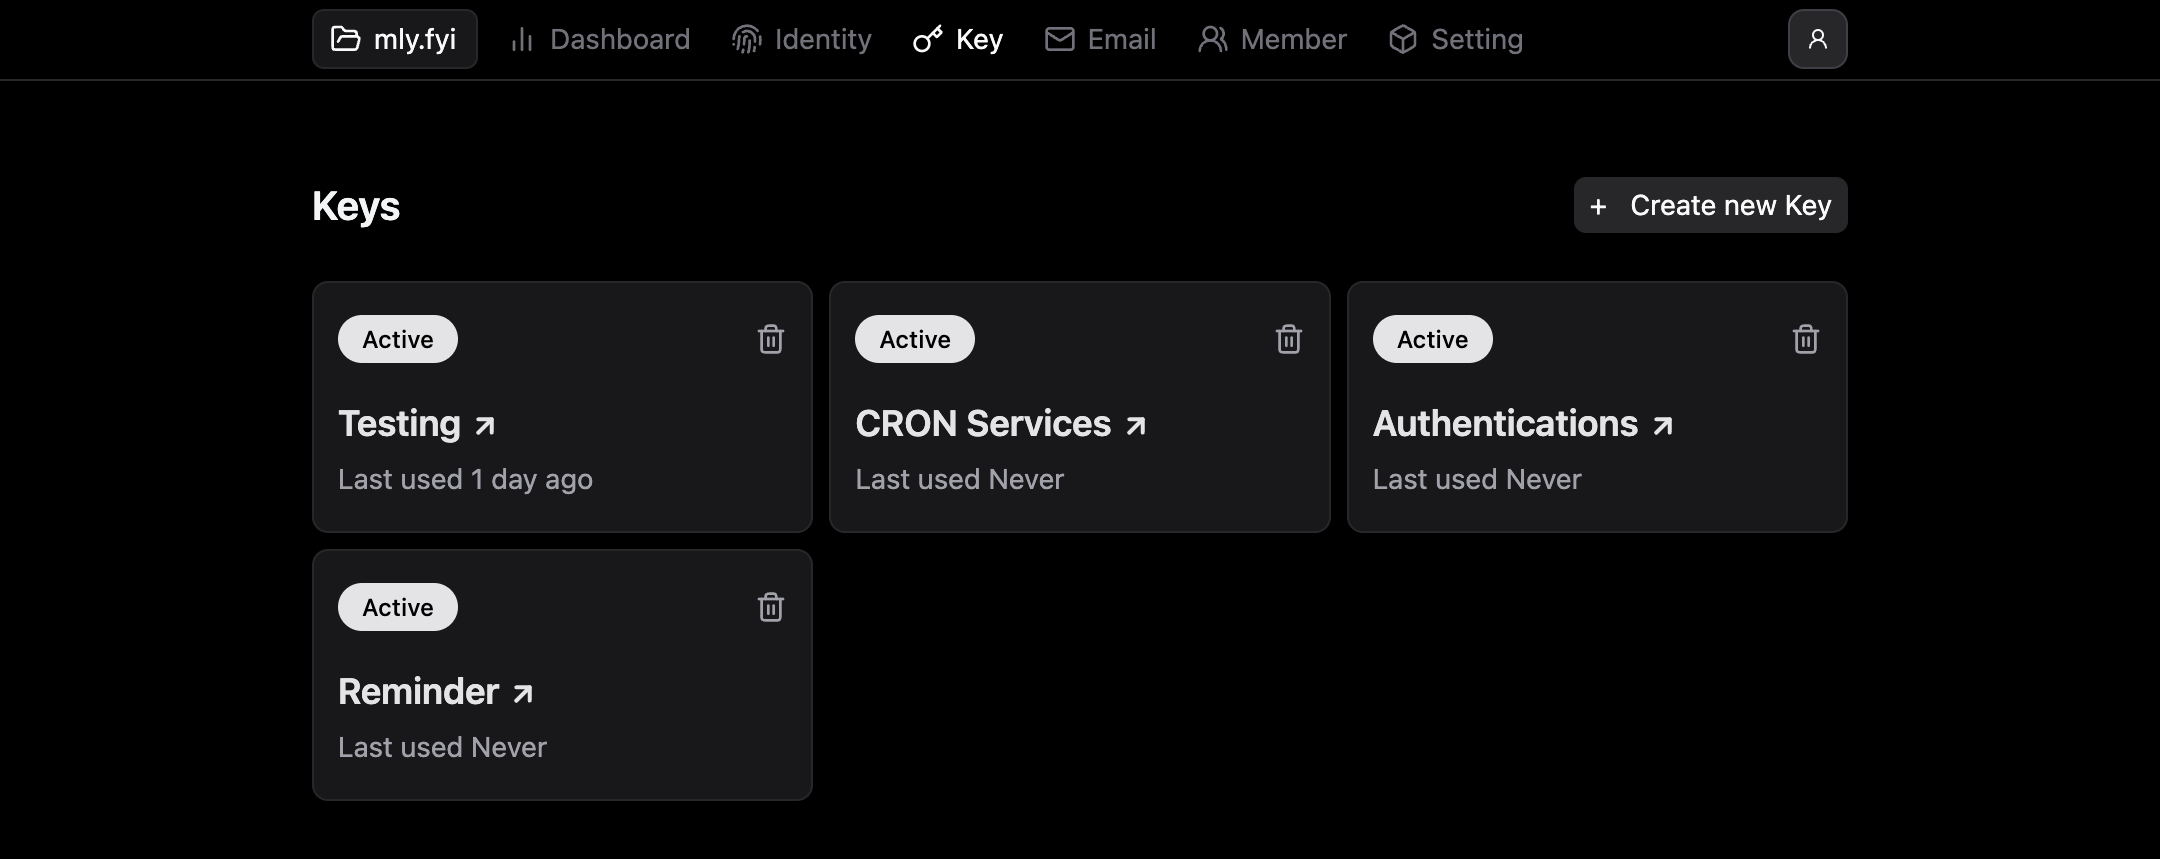 mly.fyi Dashboard Identity Key Email Member Setting
Keys
+ Create new Key
Active
Testing
Last used 1 day ago
Active
CRON Services
Last used Never
Active
Authentications
Last used Never
Active
Reminder
Last used Never